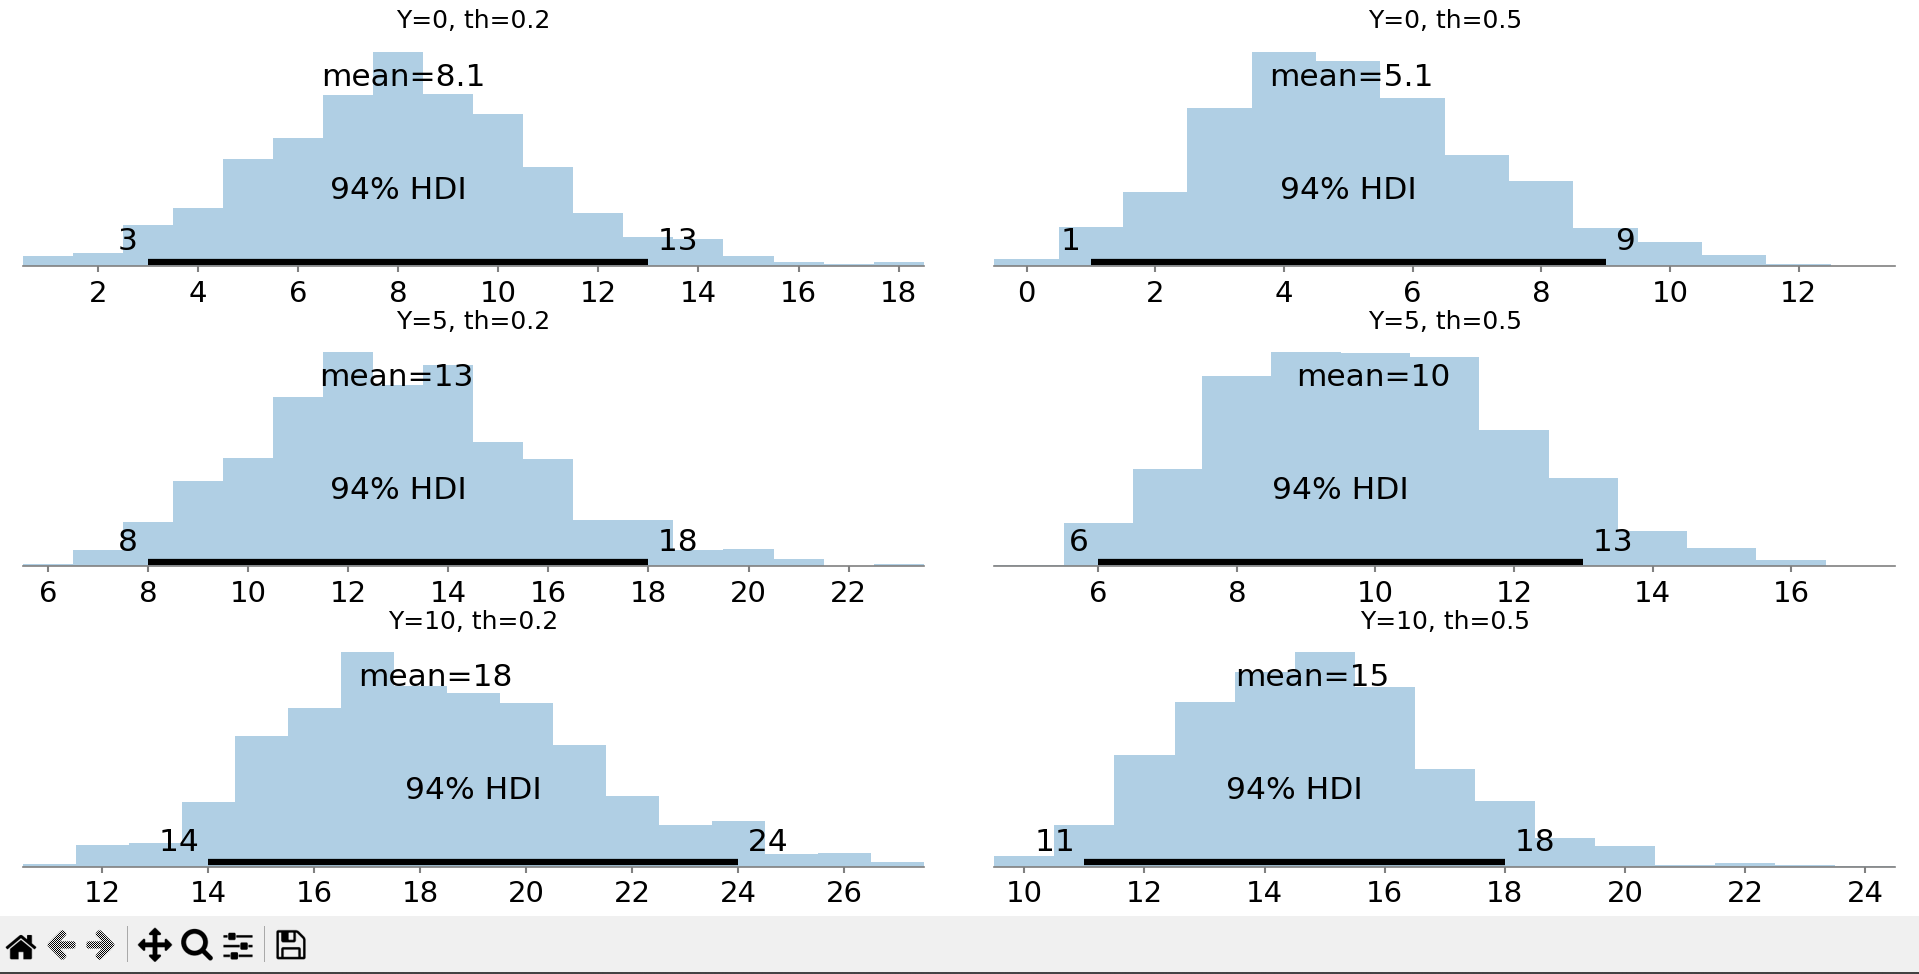 Y=0, th=0.2
mean=8.1
94% HDI
3 13
2 4 6 8 10 12 14 16 18
Y=0, th=0.5
mean=5.1
94% HDI
1 9
0 2 4 6 8 10 12
Y=5, th=0.2
mean=13
94% HDI
8 18
6 8 10 12 14 16 18 20 22
Y=5, th=0.5
mean=10
94% HDI
6 13
6 8 10 12 14 16
Y=10, th=0.2
mean=18
94% HDI
14 24
12 14 16 18 20 22 24 26
Y=10, th=0.5
mean=15
94% HDI
11 18
10 12 14 16 18 20 22 24